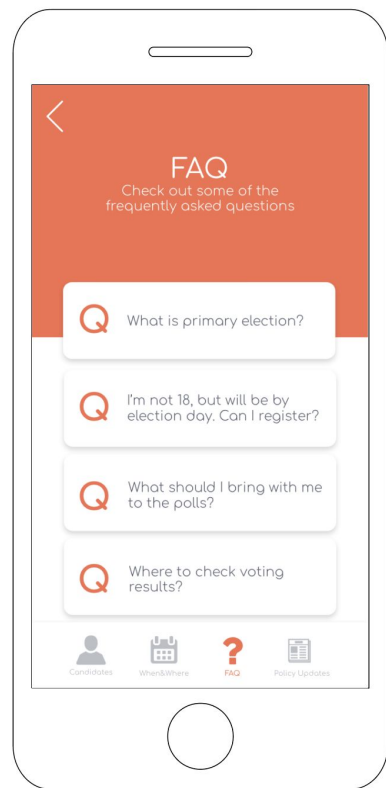 FAQ
Check out some of the
frequently asked questions
Q
What is primary election?
Q
I'm not 18, but will be by
election day. Can I register?
Q
What should I bring with me
to the polls?
Q
Where to check voting
results?
?
Candidates
When&Where
FAQ
Policy Updates